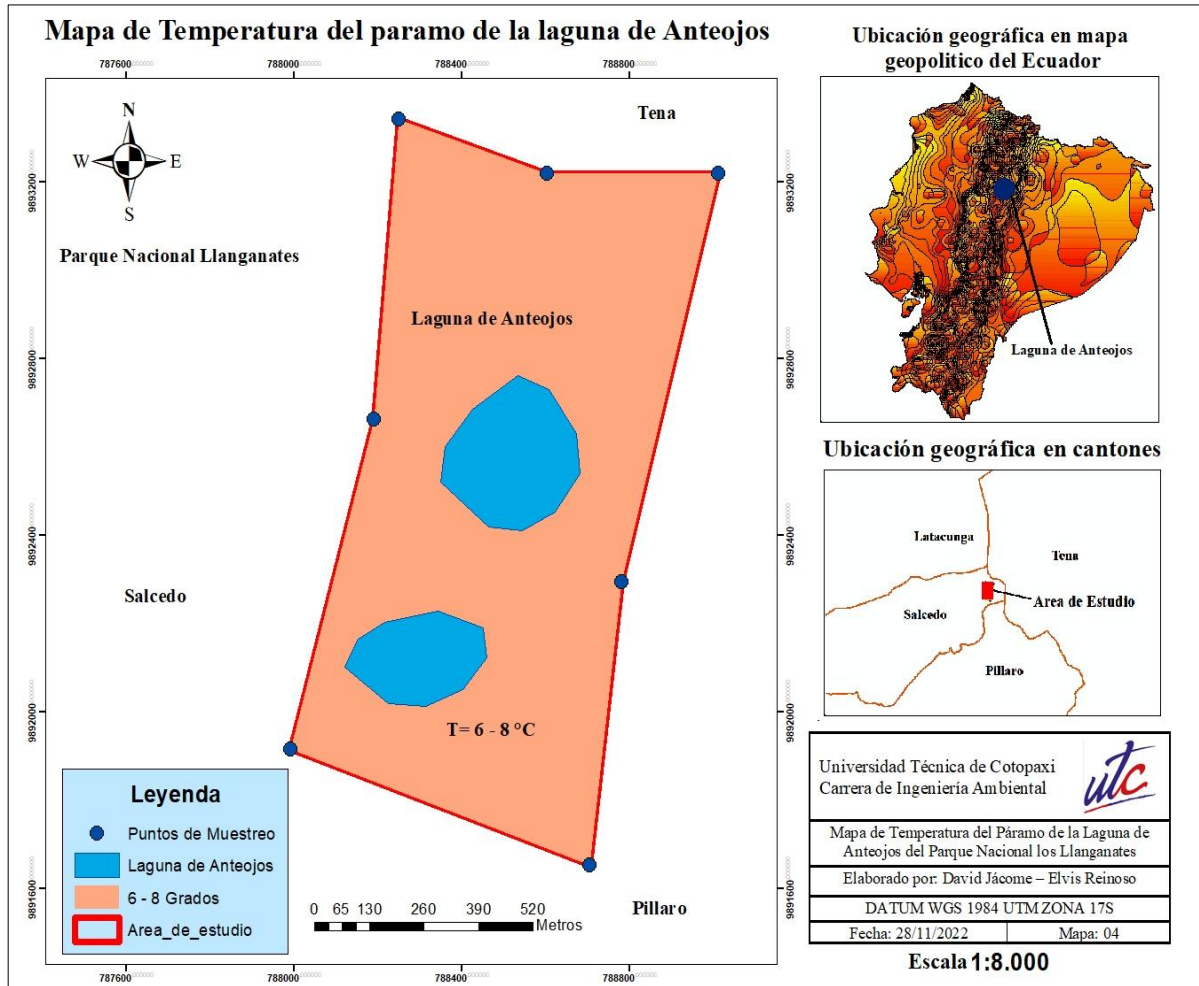 Mapa de Temperatura del paramo de la laguna de Anteojos
787600
788000
788400
788800
9893200
9892800
9892400
9892000
9891600
N
W
E
S
Tena
Parque Nacional Llanganates
Laguna de Anteojos
Salcedo
T= 6 - 8 °C
Pillaro
Leyenda
Puntos de Muestreo
Laguna de Anteojos
6 - 8 Grados
Area_de_estudio
0 65 130 260 390 520
Metros
787600
788000
788400
788800
9893200
9892800
9892400
9892000
9891600
Ubicación geográfica en mapa
geopolitico del Ecuador
Laguna de Anteojos
Ubicación geográfica en cantones
Latacunga
Tena
Area de Estudio
Salcedo
Pillaro
Universidad Técnica de Cotopaxi
Carrera de Ingeniería Ambiental
utc
Mapa de Temperatura del Páramo de la Laguna de
Anteojos del Parque Nacional los Llanganates
Elaborado por: David Jácome – Elvis Reinoso
DATUM WGS 1984 UTM ZONA 17S
Fecha: 28/11/2022
Mapa: 04
Escala 1:8.000